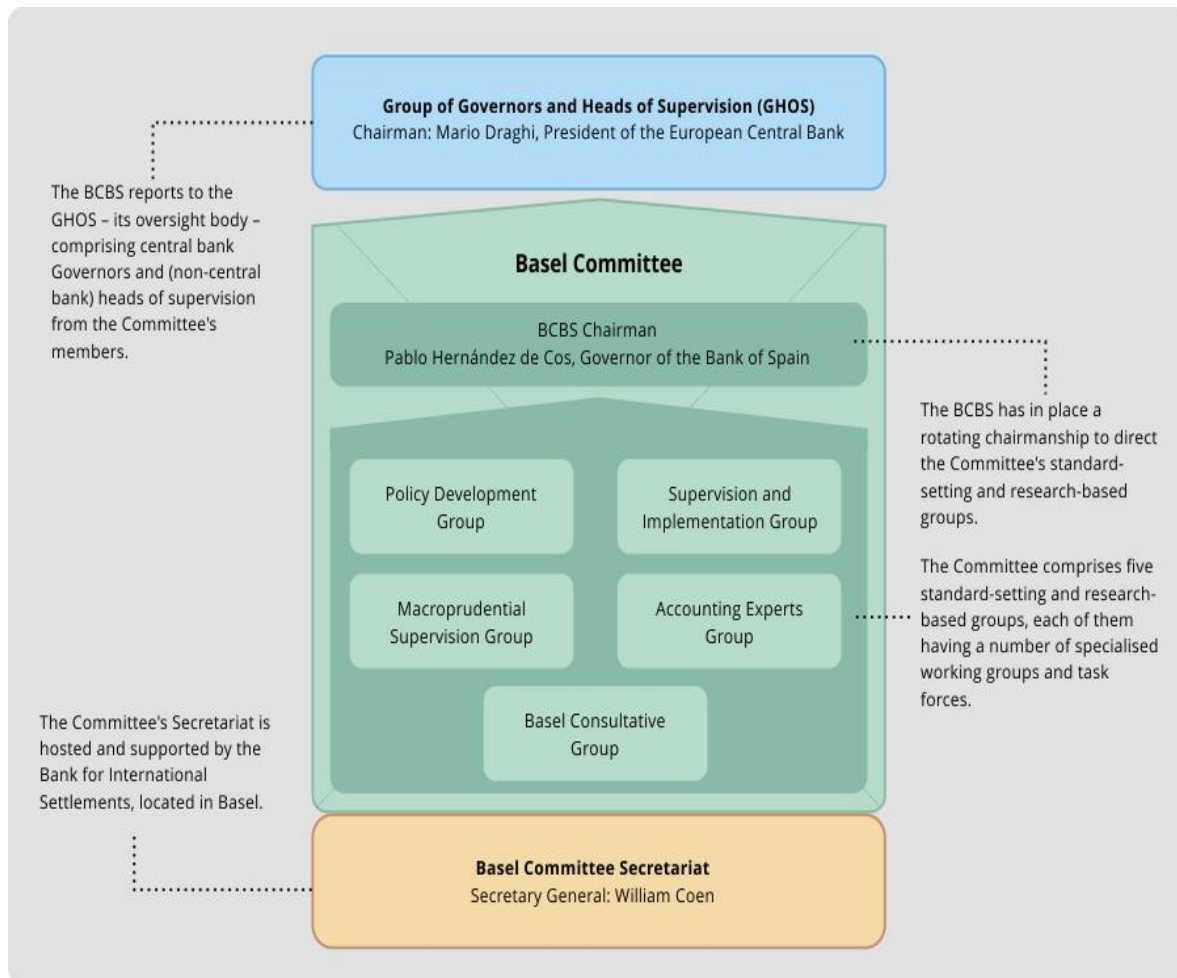 Group of Governors and Heads of Supervision (GHOS)
Chairman: Mario Draghi, President of the European Central Bank
The BCBS reports to the
GHOS – its oversight body –
comprising central bank
Governors and (non-central
bank) heads of supervision
from the Committee's
members.
Basel Committee
BCBS Chairman
Pablo Hernández de Cos, Governor of the Bank of Spain
The BCBS has in place a
rotating chairmanship to direct
the Committee's standard-
setting and research-based
groups.
Policy Development
Group
Supervision and
Implementation Group
Macroprudential
Supervision Group
Accounting Experts
Group
Basel Consultative
Group
The Committee comprises five
standard-setting and research-
based groups, each of them
having a number of specialised
working groups and task
forces.
The Committee's Secretariat is
hosted and supported by the
Bank for International
Settlements, located in Basel.
Basel Committee Secretariat
Secretary General: William Coen